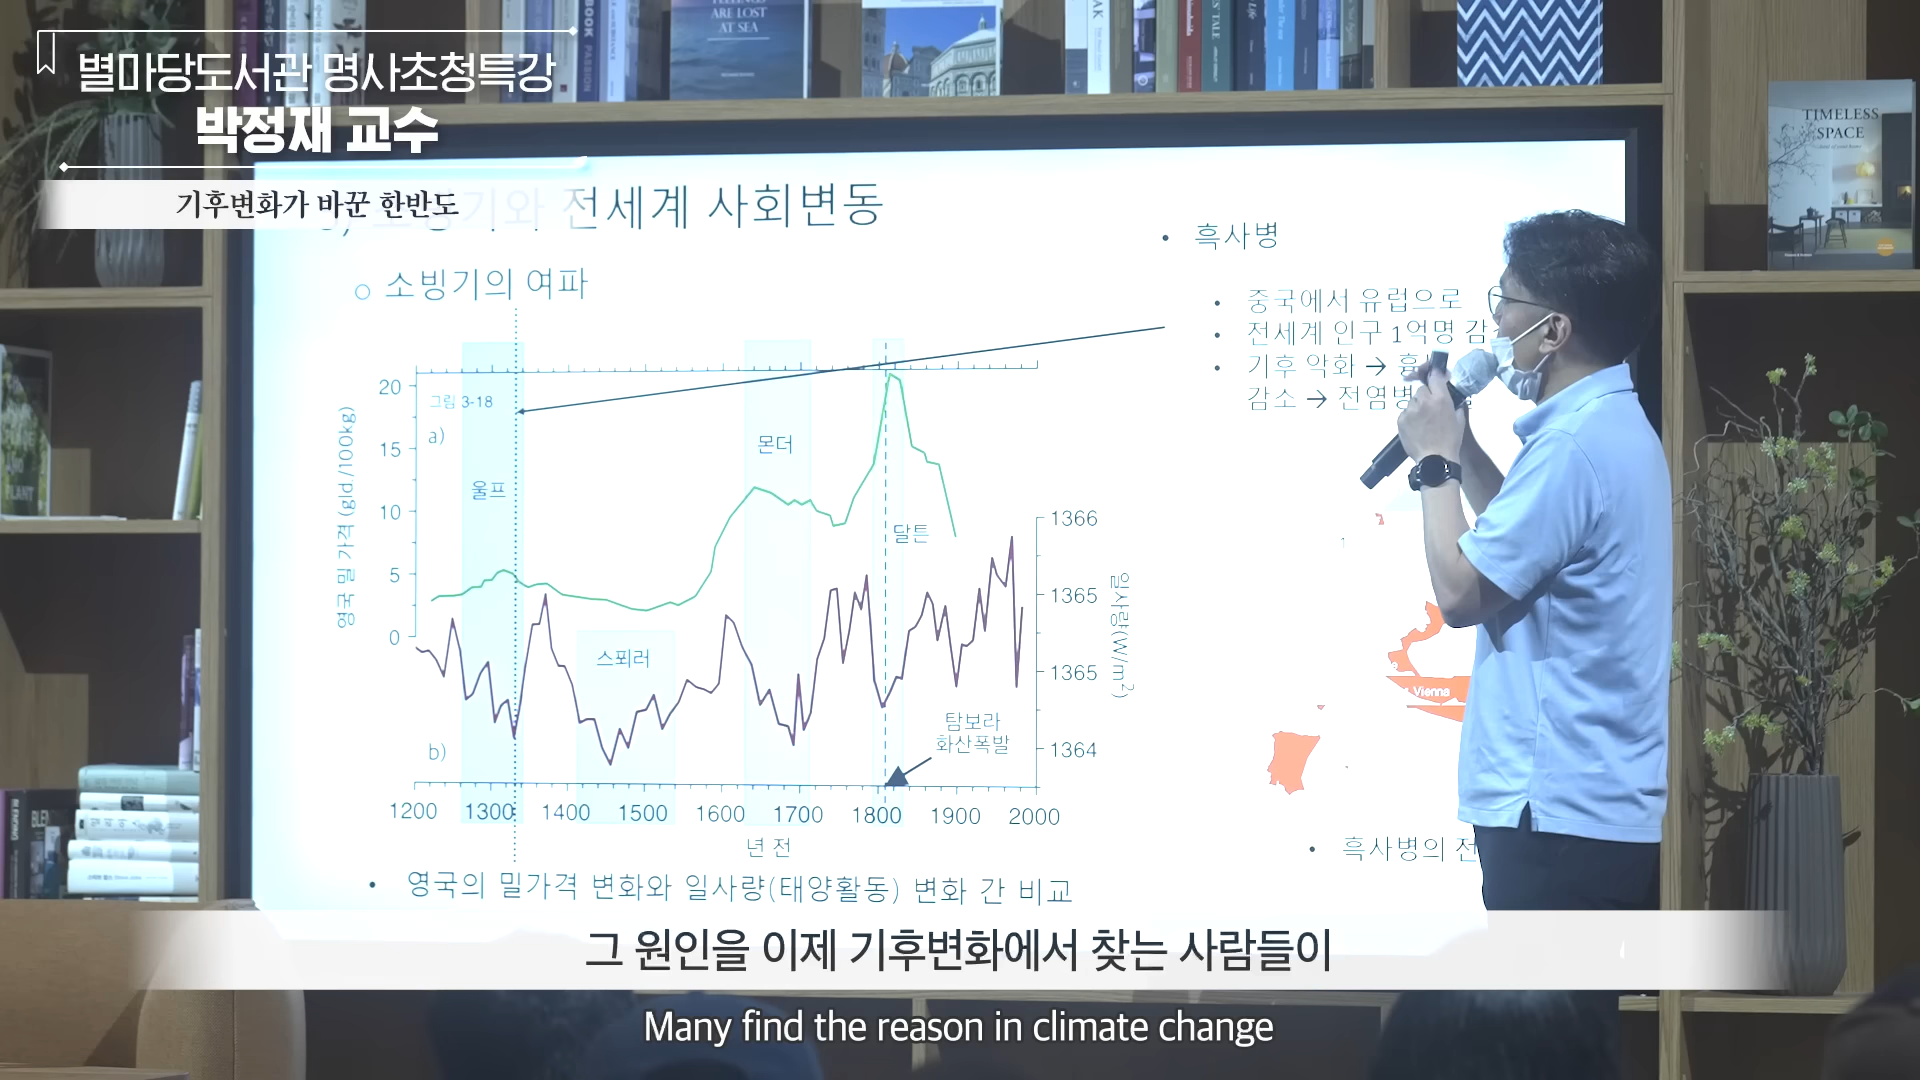 별마당도서관 명사초청특강
박정재 교수
기후변화가 바꾼 한반도
전세계 사회변동
소빙기의 여파
그림 3-18
a)
울프
몬더
달튼
스푀러
탐보라
화산폭발
b)
영국 밀 가격 (gld/100kg)
20
15
10
5
0
1366
1365
1365
1364
일사량(W/m²)
1200 1300 1400 1500 1600 1700 1800 1900 2000
년 전
• 영국의 밀가격 변화와 일사량(태양활동) 변화 간 비교
• 흑사병
• 중국에서 유럽으로
• 전세계 인구 1억명
• 기후 악화 →
감소 → 전염병
Vienna
• 흑사병의
그 원인을 이제 기후변화에서 찾는 사람들이
Many find the reason in climate change
ARE LOST
AT SEA
BOOK
TIMELESS
SPACE
PLANT